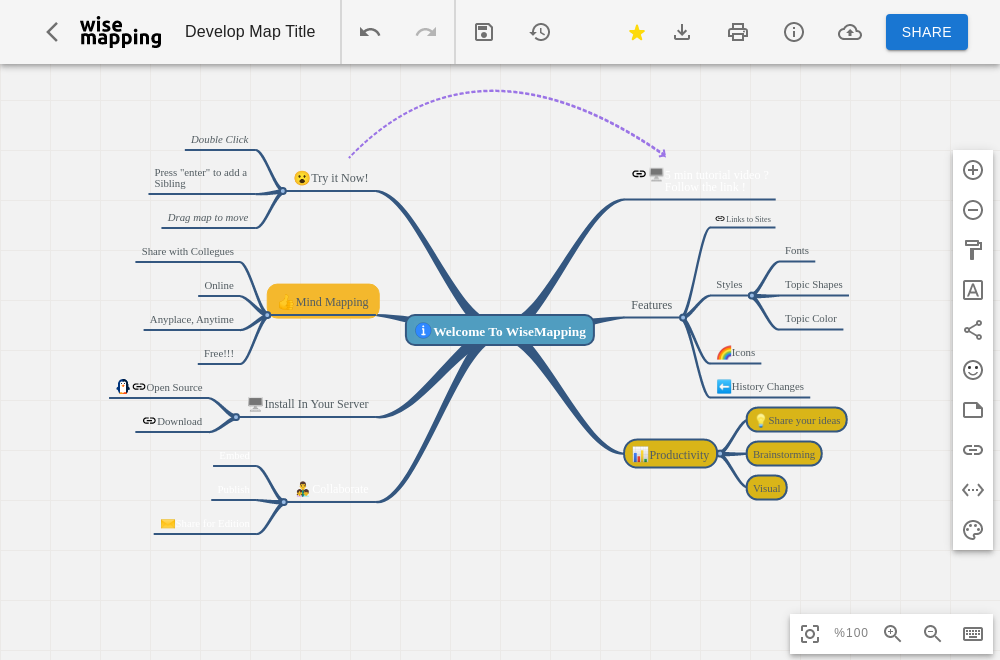 wise
mapping
Develop Map Title
SHARE
Double Click
Press "enter" to add a
Sibling
Try it Now!
Drag map to move
5 min tutorial video ?
Follow the link !
Links to Sites
Share with Collegues
Online
Mind Mapping
Anyplace, Anytime
Free!!!
Fonts
Styles
Topic Shapes
Features
Topic Color
Welcome To WiseMapping
Icons
History Changes
Open Source
Install In Your Server
Download
Share your ideas
Productivity
Brainstorming
Visual
Embed
Publish
Collaborate
Share for Edition
%100